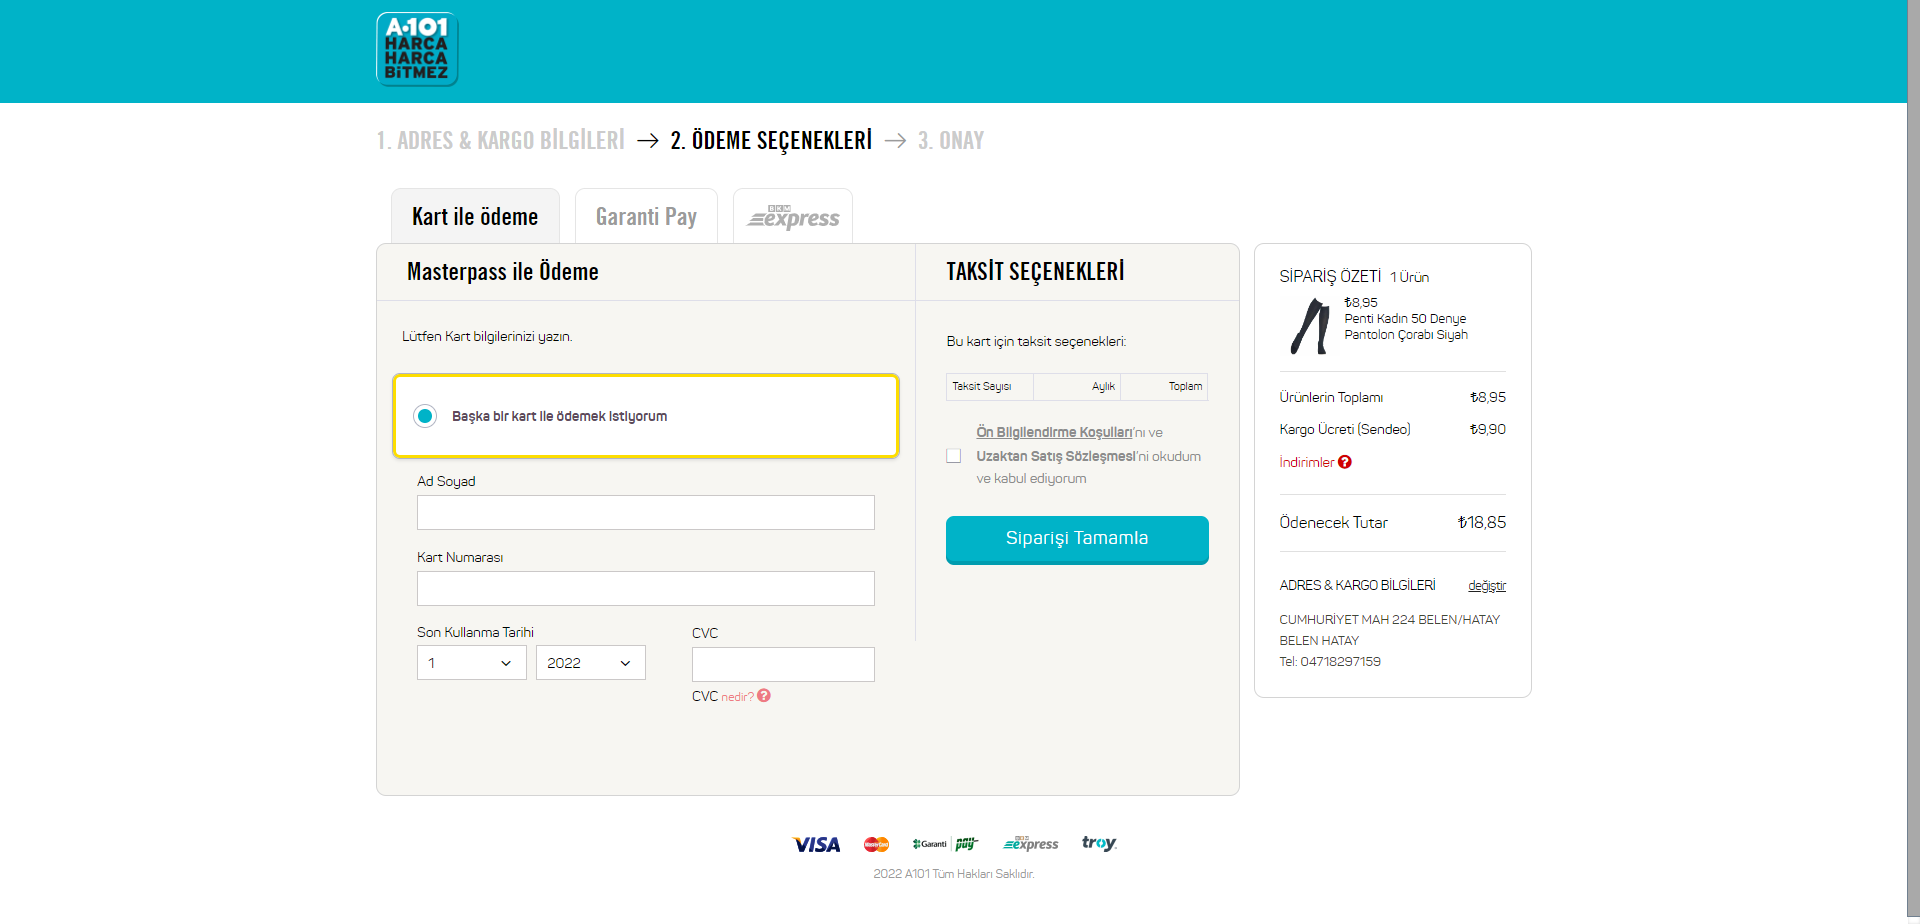 A·101
HARCA
HARCA
BiTMEZ
1. ADRES & KARGO BİLGİLERİ → 2. ÖDEME SEÇENEKLERİ → 3. ONAY
Kart ile ödeme
Garanti Pay
BKM express
Masterpass ile Ödeme
Lütfen Kart bilgilerinizi yazın.
Başka bir kart ile ödemek istiyorum
Ad Soyad
Kart Numarası
Son Kullanma Tarihi
1
2022
CVC
CVC nedir? ?
TAKSİT SEÇENEKLERİ
Bu kart için taksit seçenekleri:
Taksit Sayısı Aylık Toplam
Ön Bilgilendirme Koşulları'nı ve
Uzaktan Satış Sözleşmesi'ni okudum
ve kabul ediyorum
Siparişi Tamamla
SİPARİŞ ÖZETİ 1 Ürün
₺8,95
Penti Kadın 50 Denye
Pantolon Çorabı Siyah
Ürünlerin Toplamı ₺8,95
Kargo Ücreti (Sendeo) ₺9,90
İndirimler ?
Ödenecek Tutar ₺18,85
ADRES & KARGO BİLGİLERİ değiştir
CUMHURİYET MAH 224 BELEN/HATAY
BELEN HATAY
Tel: 04718297159
VISA MasterCard Garanti pay BKM express troy
2022 A101 Tüm Hakları Saklıdır.